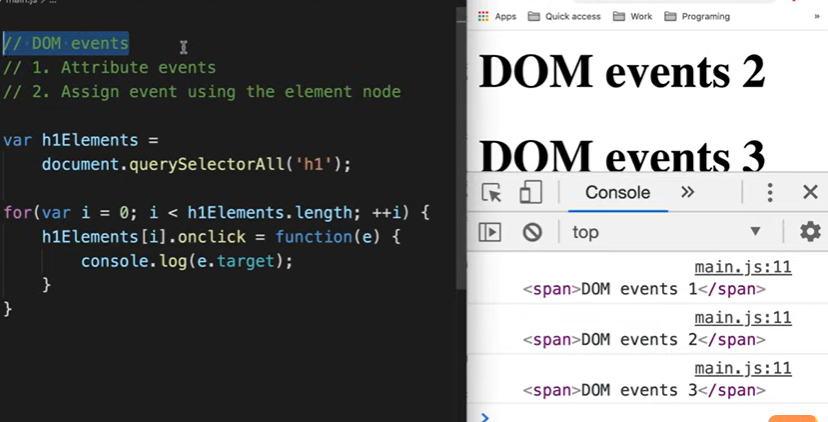 main.js > ...
// DOM events
// 1. Attribute events
// 2. Assign event using the element node
var h1Elements =
    document.querySelectorAll('h1');
for(var i = 0; i < h1Elements.length; ++i) {
    h1Elements[i].onclick = function(e) {
        console.log(e.target);
    }
}
Apps Quick access Work Programing »
DOM events 2
DOM events 3
Console »
top
main.js:11
<span>DOM events 1</span>
main.js:11
<span>DOM events 2</span>
main.js:11
<span>DOM events 3</span>